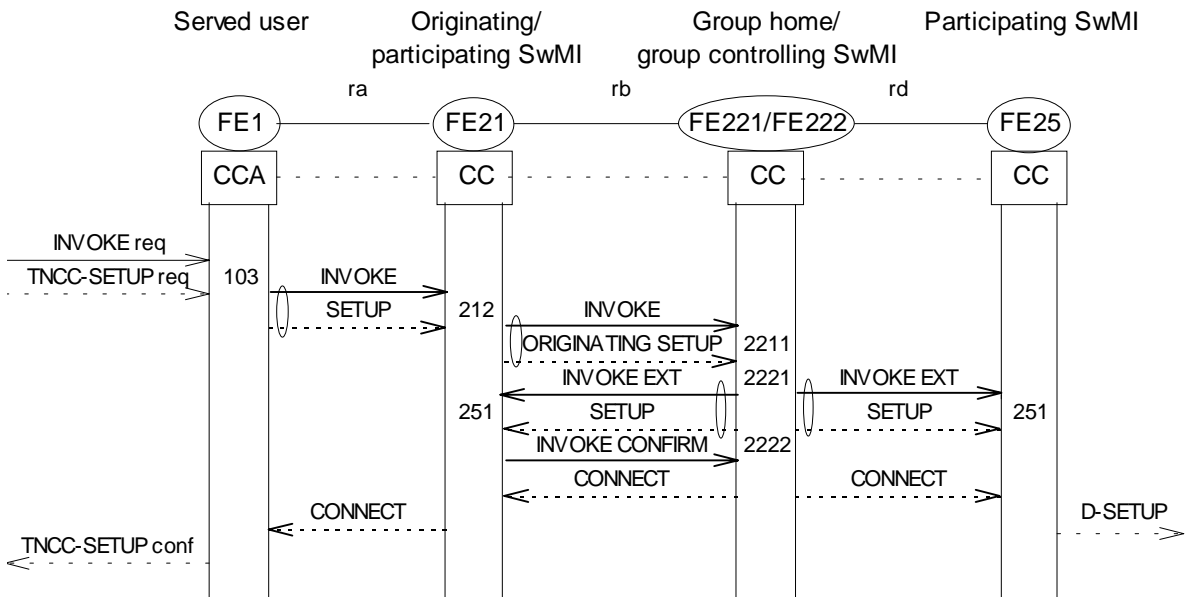 Served user
Originating/
participating SwMI
Group home/
group controlling SwMI
Participating SwMI
ra
rb
rd
FE1
FE21
FE221/FE222
FE25
CCA
CC
CC
CC
INVOKE req
TNCC-SETUP req
103
INVOKE
SETUP
212
INVOKE
ORIGINATING SETUP
2211
INVOKE EXT
2221
INVOKE EXT
251
SETUP
SETUP
251
INVOKE CONFIRM
2222
CONNECT
CONNECT
CONNECT
D-SETUP
TNCC-SETUP conf